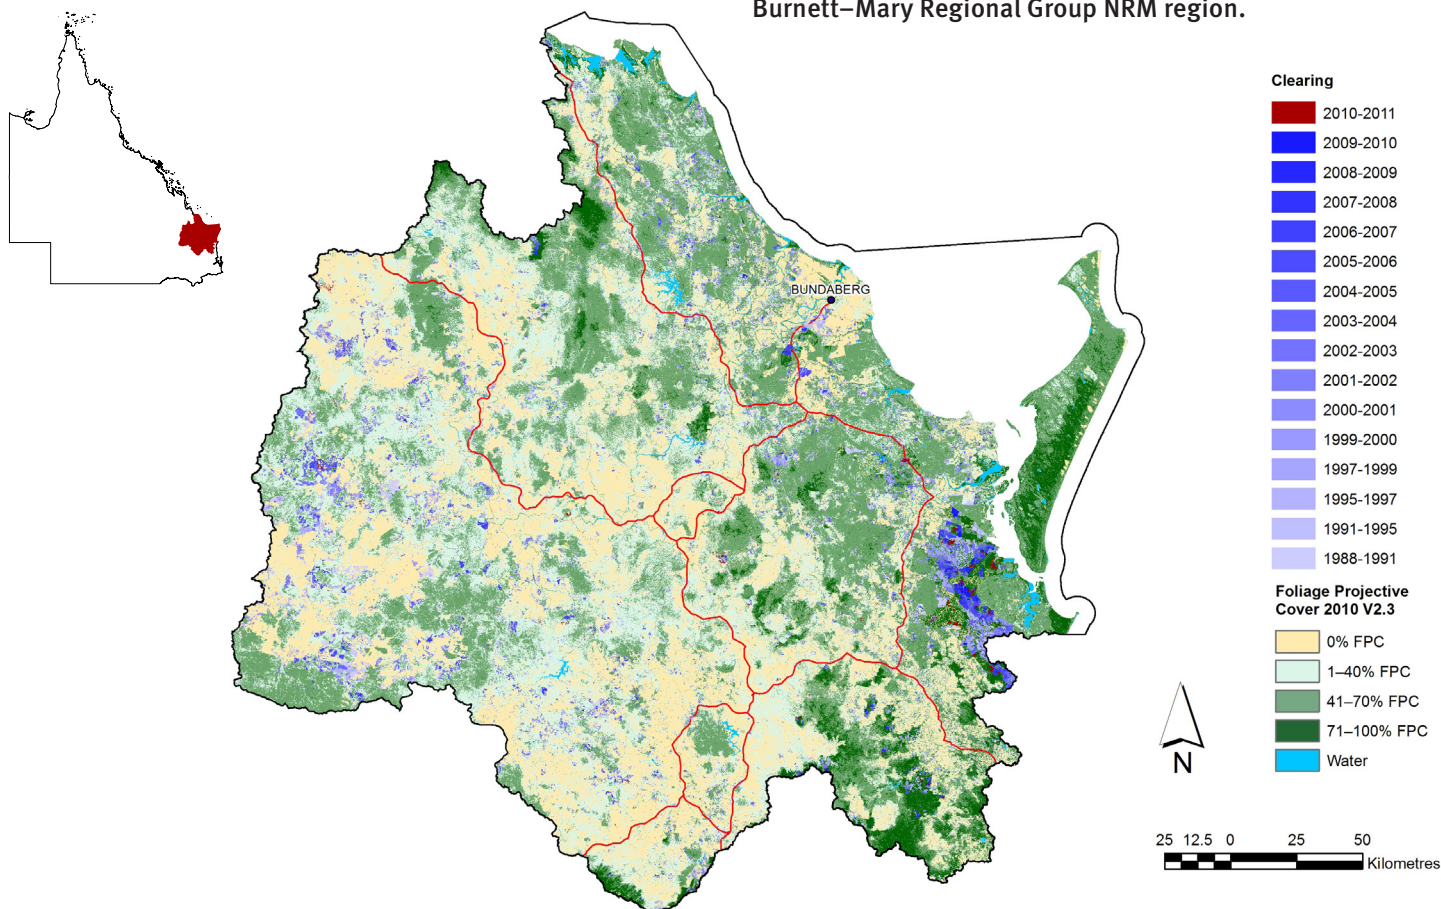 Burnett–Mary Regional Group NRM region.
Clearing
2010-2011
2009-2010
2008-2009
2007-2008
2006-2007
2005-2006
2004-2005
2003-2004
2002-2003
2001-2002
2000-2001
1999-2000
1997-1999
1995-1997
1991-1995
1988-1991
Foliage Projective
Cover 2010 V2.3
0% FPC
1–40% FPC
41–70% FPC
71–100% FPC
Water
BUNDABERG
N
25 12.5 0 25 50
Kilometres